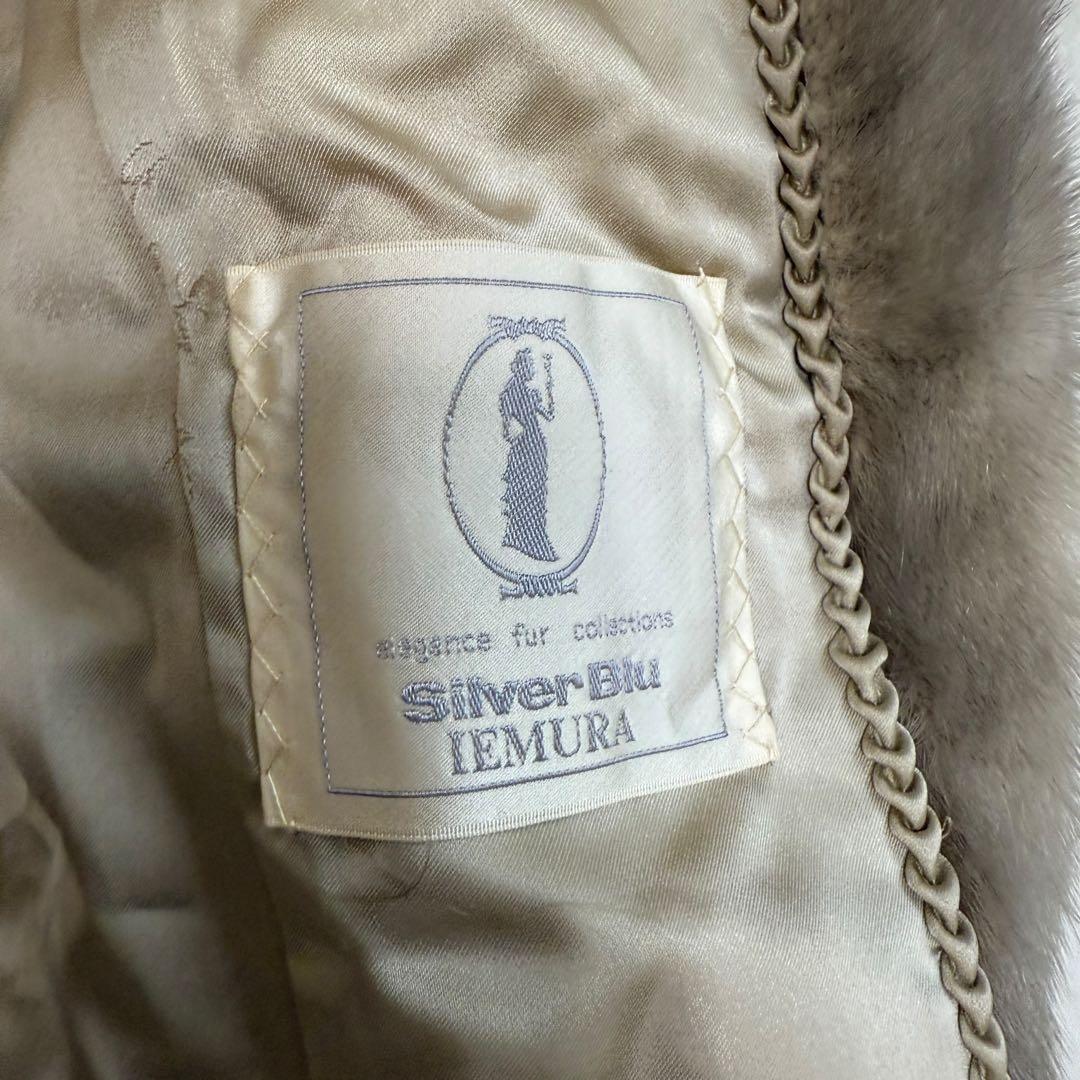 elegance fur collections
SilverBlu
IEMURA